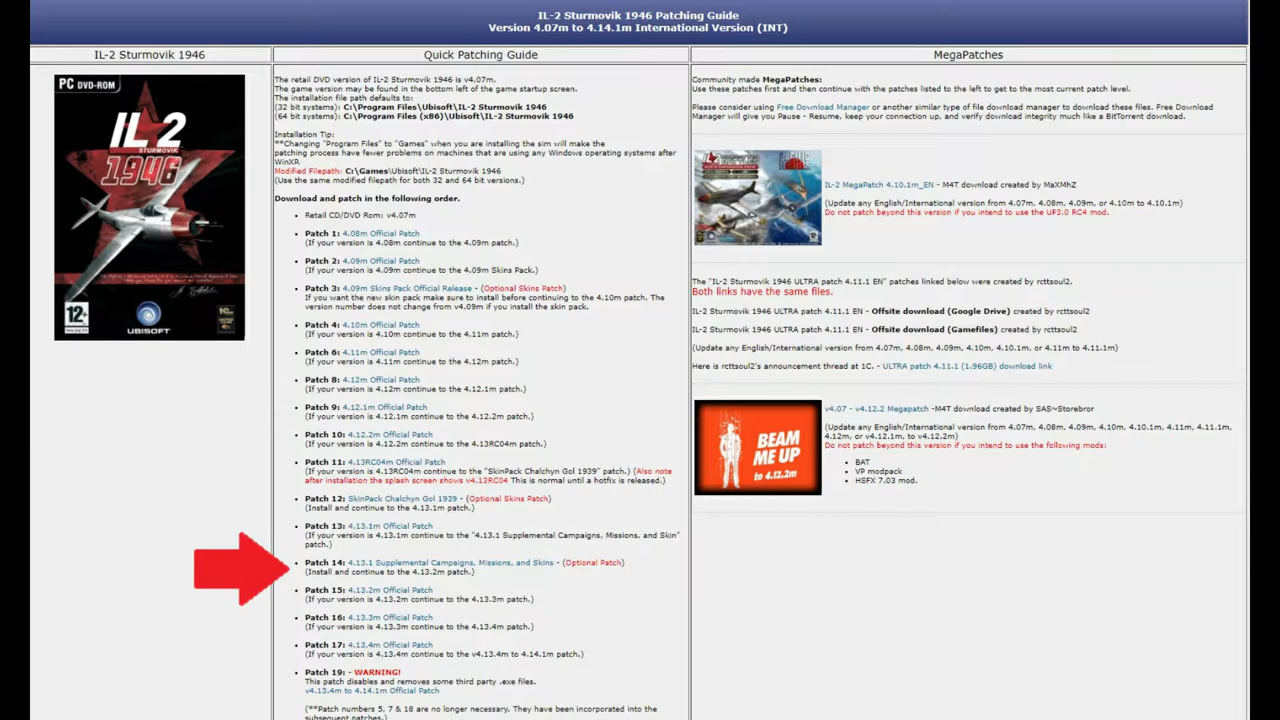 IL-2 Sturmovik 1946 Patching Guide
Version 4.07m to 4.14.1m International Version (INT)
IL-2 Sturmovik 1946
PC DVD-ROM
IL·2
STURMOVIK
1946
12+
UBISOFT
Quick Patching Guide
The retail DVD version of IL-2 Sturmovik 1946 is v4.07m.
The game version may be found in the bottom left of the game startup screen.
The installation file path defaults to:
(32 bit systems): C:\Program Files\Ubisoft\IL-2 Sturmovik 1946
(64 bit systems): C:\Program Files (x86)\Ubisoft\IL-2 Sturmovik 1946
Installation Tip:
**Changing "Program Files" to "Games" when you are installing the sim will make the
patching process have fewer problems on machines that are using any Windows operating systems after
WinXP.
Modified Filepath: C:\Games\Ubisoft\IL-2 Sturmovik 1946
(Use the same modified filepath for both 32 and 64 bit versions.)
Download and patch in the following order.
• Retail CD/DVD Rom: v4.07m
• Patch 1: 4.08m Official Patch
(If your version is 4.08m continue to the 4.09m patch.)
• Patch 2: 4.09m Official Patch
(If your version is 4.09m continue to the 4.09m Skins Pack.)
• Patch 3: 4.09m Skins Pack Official Release - (Optional Skins Patch)
If you want the new skin pack make sure to install before continuing to the 4.10m patch. The
version number does not change from v4.09m if you install the skin pack.
• Patch 4: 4.10m Official Patch
(If your version is 4.10m continue to the 4.11m patch.)
• Patch 6: 4.11m Official Patch
(If your version is 4.11m continue to the 4.12m patch.)
• Patch 8: 4.12m Official Patch
(If your version is 4.12m continue to the 4.12.1m patch.)
• Patch 9: 4.12.1m Official Patch
(If your version is 4.12.1m continue to the 4.12.2m patch.)
• Patch 10: 4.12.2m Official Patch
(If your version is 4.12.2m continue to the 4.13RC04m patch.)
• Patch 11: 4.13RC04m Official Patch
(If your version is 4.13RC04m continue to the "SkinPack Chalchyn Gol 1939" patch.) (Also note
after installation the splash screen shows v4.13RC04 This is normal until a hotfix is released.)
• Patch 12: SkinPack Chalchyn Gol 1939 - (Optional Skins Patch)
(Install and continue to the 4.13.1m patch.)
• Patch 13: 4.13.1m Official Patch
(If your version is 4.13.1m continue to the "4.13.1 Supplemental Campaigns, Missions, and Skin"
patch.)
• Patch 14: 4.13.1 Supplemental Campaigns, Missions, and Skins - (Optional Patch)
(Install and continue to the 4.13.2m patch.)
• Patch 15: 4.13.2m Official Patch
(If your version is 4.13.2m continue to the 4.13.3m patch.)
• Patch 16: 4.13.3m Official Patch
(If your version is 4.13.3m continue to the 4.13.4m patch.)
• Patch 17: 4.13.4m Official Patch
(If your version is 4.13.4m continue to the v4.13.4m to 4.14.1m patch.)
• Patch 19: - WARNING!
This patch disables and removes some third party .exe files.
v4.13.4m to 4.14.1m Official Patch
(**Patch numbers 5, 7 & 18 are no longer necessary. They have been incorporated into the
subsequent patches.)
MegaPatches
Community made MegaPatches:
Use these patches first and then continue with the patches listed to the left to get to the most current patch level.
Please consider using Free Download Manager or another similar type of file download manager to download these files. Free Download
Manager will give you Pause - Resume, keep your connection up, and verify download integrity much like a BitTorrent download.
IL-2 MegaPatch 4.10.1m_EN - M4T download created by MaXMhZ
(Update any English/International version from 4.07m, 4.08m, 4.09m, or 4.10m to 4.10.1m)
Do not patch beyond this version if you intend to use the UP3.0 RC4 mod.
The "IL-2 Sturmovik 1946 ULTRA patch 4.11.1 EN" patches linked below were created by rcttsoul2.
Both links have the same files.
IL-2 Sturmovik 1946 ULTRA patch 4.11.1 EN - Offsite download (Google Drive) created by rcttsoul2
IL-2 Sturmovik 1946 ULTRA patch 4.11.1 EN - Offsite download (Gamefiles) created by rcttsoul2
(Update any English/International version from 4.07m, 4.08m, 4.09m, 4.10m, 4.10.1m, or 4.11m to 4.11.1m)
Here is rcttsoul2's announcement thread at 1C. - ULTRA patch 4.11.1 (1.96GB) download link
BEAM
ME UP
to 4.12.2m
v4.07 - v4.12.2 Megapatch -M4T download created by SAS~Storebror
(Update any English/International version from 4.07m, 4.08m, 4.09m, 4.10m, 4.10.1m, 4.11m, 4.11.1m,
4.12m, or v4.12.1m, to v4.12.2m)
Do not patch beyond this version if you intend to use the following mods:
• BAT
• VP modpack
• HSFX 7.03 mod.